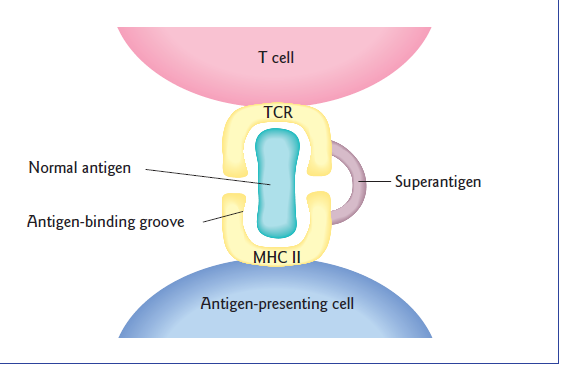 T cell
TCR
Normal antigen
Superantigen
Antigen-binding groove
MHC II
Antigen-presenting cell